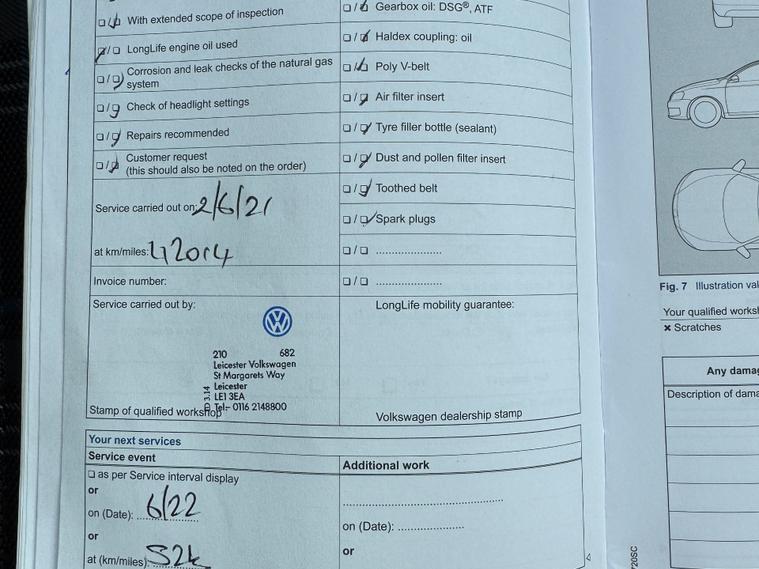 With extended scope of inspection
LongLife engine oil used
Corrosion and leak checks of the natural gas
system
Check of headlight settings
Repairs recommended
Customer request
(this should also be noted on the order)
Service carried out on: 2/6/21
at km/miles: 42014
Invoice number:
Service carried out by:
210 682
Leicester Volkswagen
St Margarets Way
Leicester
LE1 3EA
Tel:- 0116 2148800
D 3.14
Stamp of qualified workshop
Gearbox oil: DSG®, ATF
Haldex coupling: oil
Poly V-belt
Air filter insert
Tyre filler bottle (sealant)
Dust and pollen filter insert
Toothed belt
Spark plugs
LongLife mobility guarantee:
Volkswagen dealership stamp
Your next services
Service event
as per Service interval display
or
on (Date): 6/22
or
at (km/miles): 52k
Additional work
on (Date):
or
Fig. 7 Illustration
Your qualified
× Scratches
Any
Description of